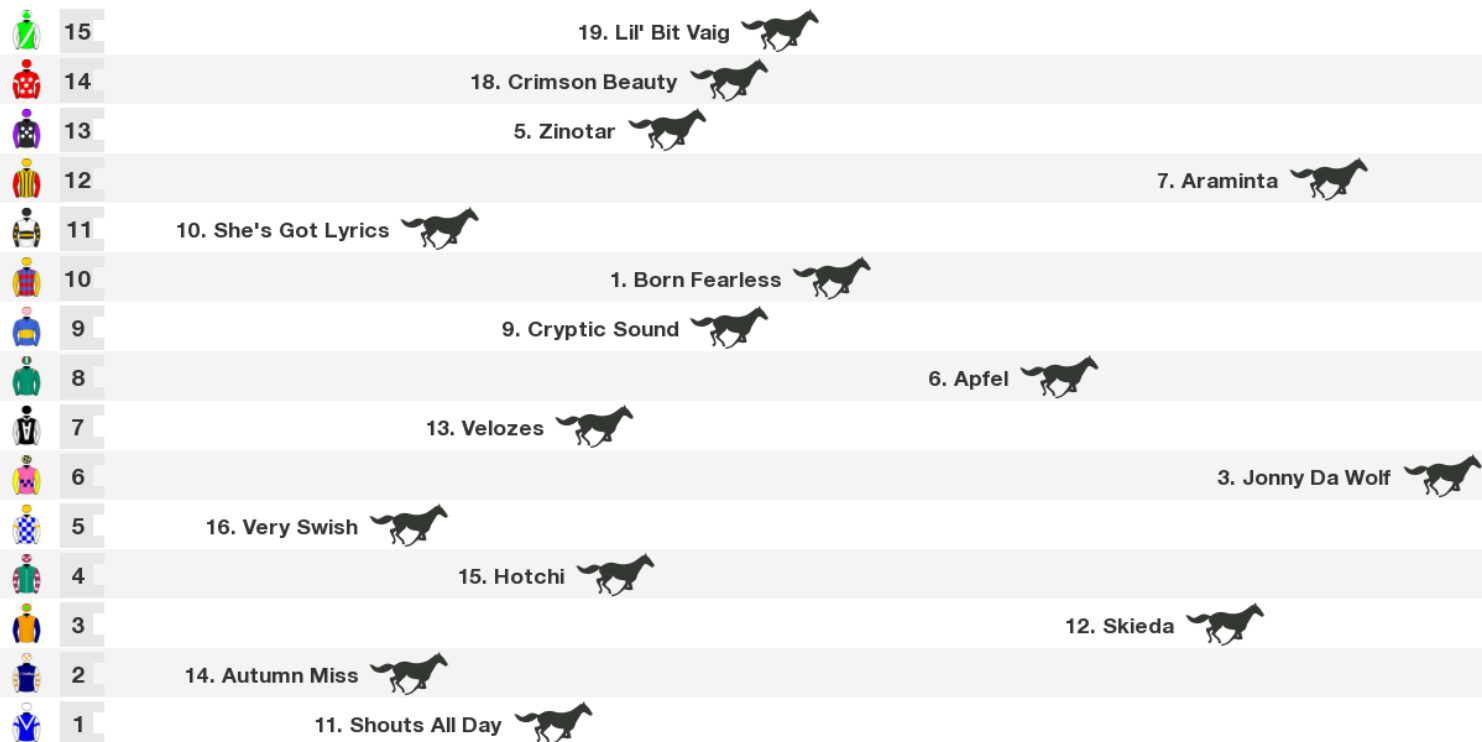 15 19. Lil' Bit Vaig
14 18. Crimson Beauty
13 5. Zinotar
12 7. Araminta
11 10. She's Got Lyrics
10 1. Born Fearless
9 9. Cryptic Sound
8 6. Apfel
7 13. Velozes
6 3. Jonny Da Wolf
5 16. Very Swish
4 15. Hotchi
3 12. Skieda
2 14. Autumn Miss
1 11. Shouts All Day